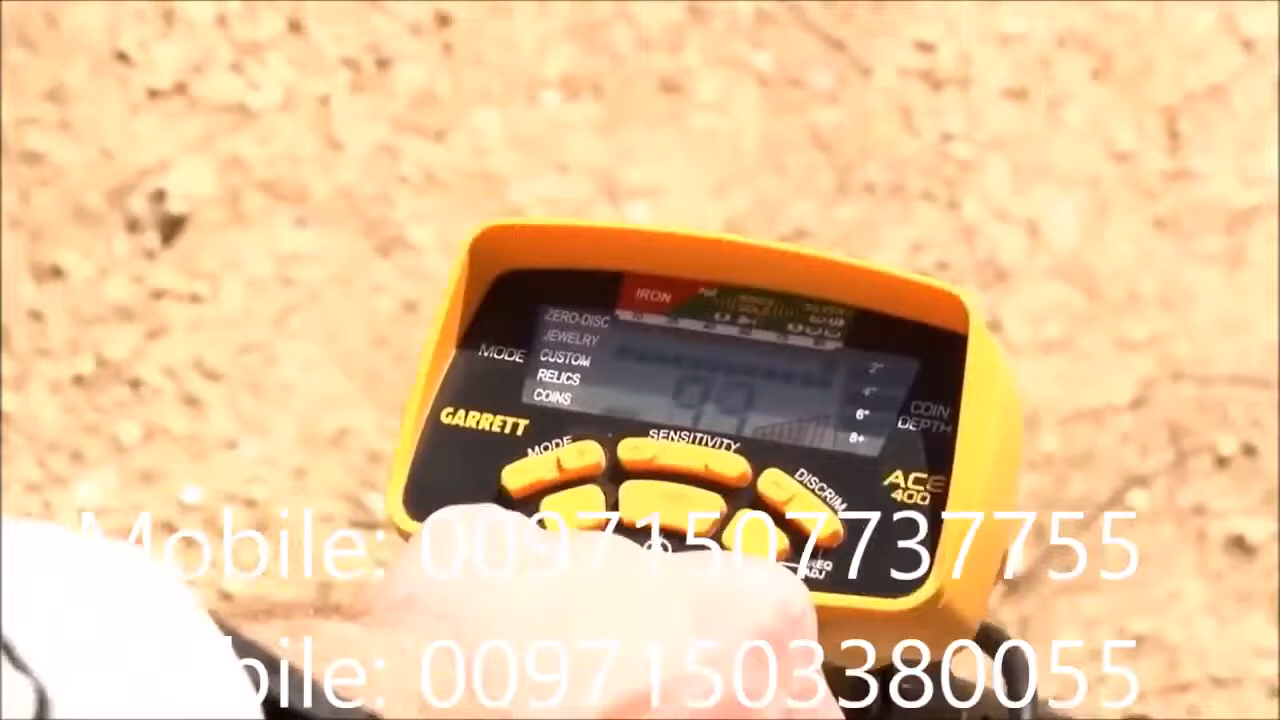 IRON
ZERO-DISC
JEWELRY
MODE
CUSTOM
RELICS
COINS
2"
4"
6"
8+
COIN
DEPTH
99
GARRETT
MODE
SENSITIVITY
DISCRIM
ACE
400
Mobile: 00971507737755
Mobile: 00971503380055